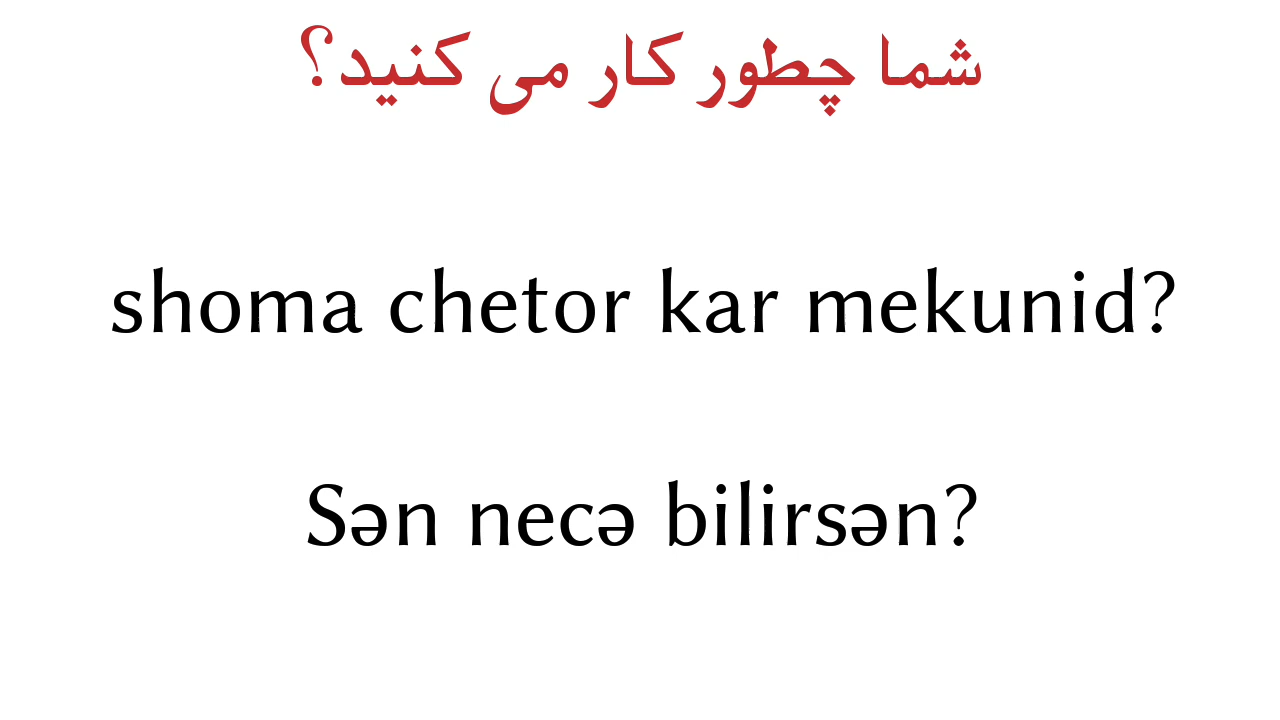 شما چطور کار می کنید؟
shoma chetor kar mekunid?
Sən necə bilirsən?